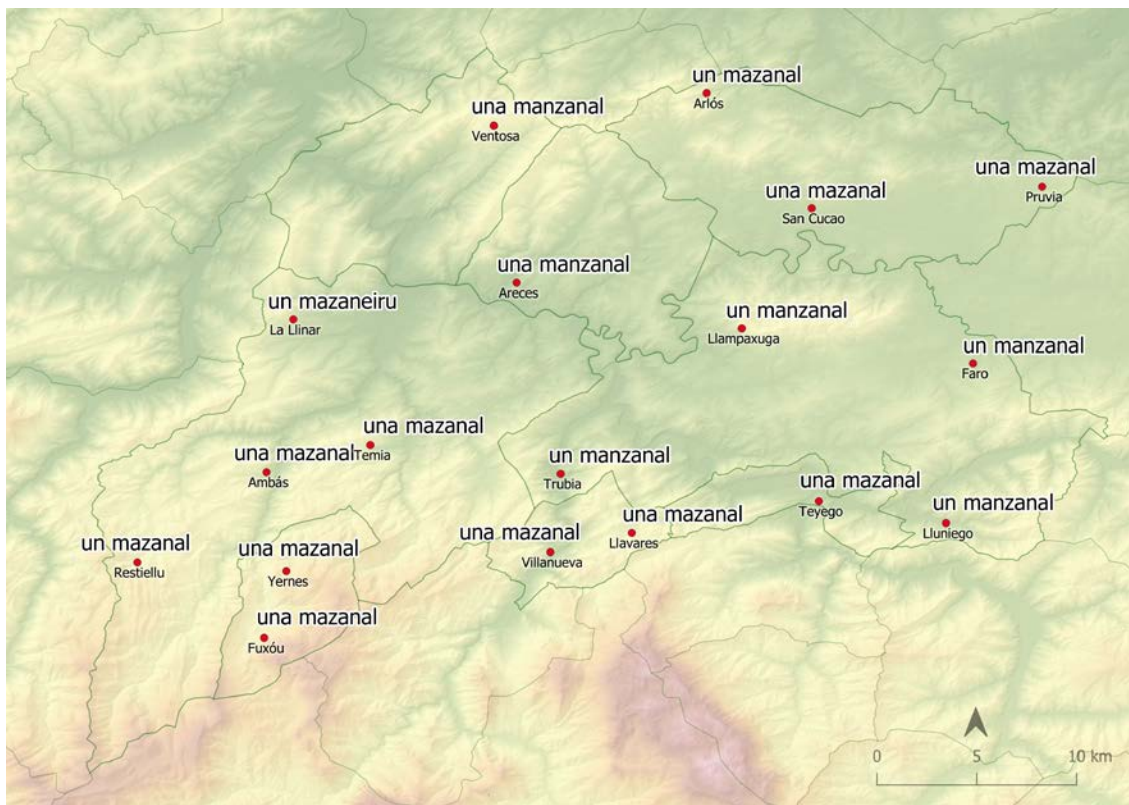 un mazanal
Arlós
una manzanal
Ventosa
una mazanal
Pruvia
una mazanal
San Cucao
una manzanal
Areces
un mazaneiru
La Llinar
un manzanal
Llampaxuga
un manzanal
Faro
una mazanal
Temia
una mazanal
Ambás
un manzanal
Trubia
una mazanal
Teyego
un manzanal
Lluniego
una mazanal
Llavares
una mazanal
Villanueva
un mazanal
Restiellu
una mazanal
Yernes
una mazanal
Fuxóu
0 5 10 km